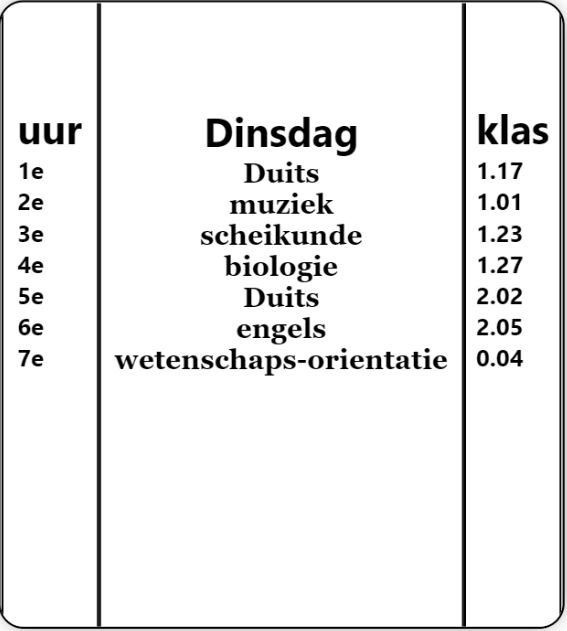 uur Dinsdag klas
1e Duits 1.17
2e muziek 1.01
3e scheikunde 1.23
4e biologie 1.27
5e Duits 2.02
6e engels 2.05
7e wetenschaps-orientatie 0.04